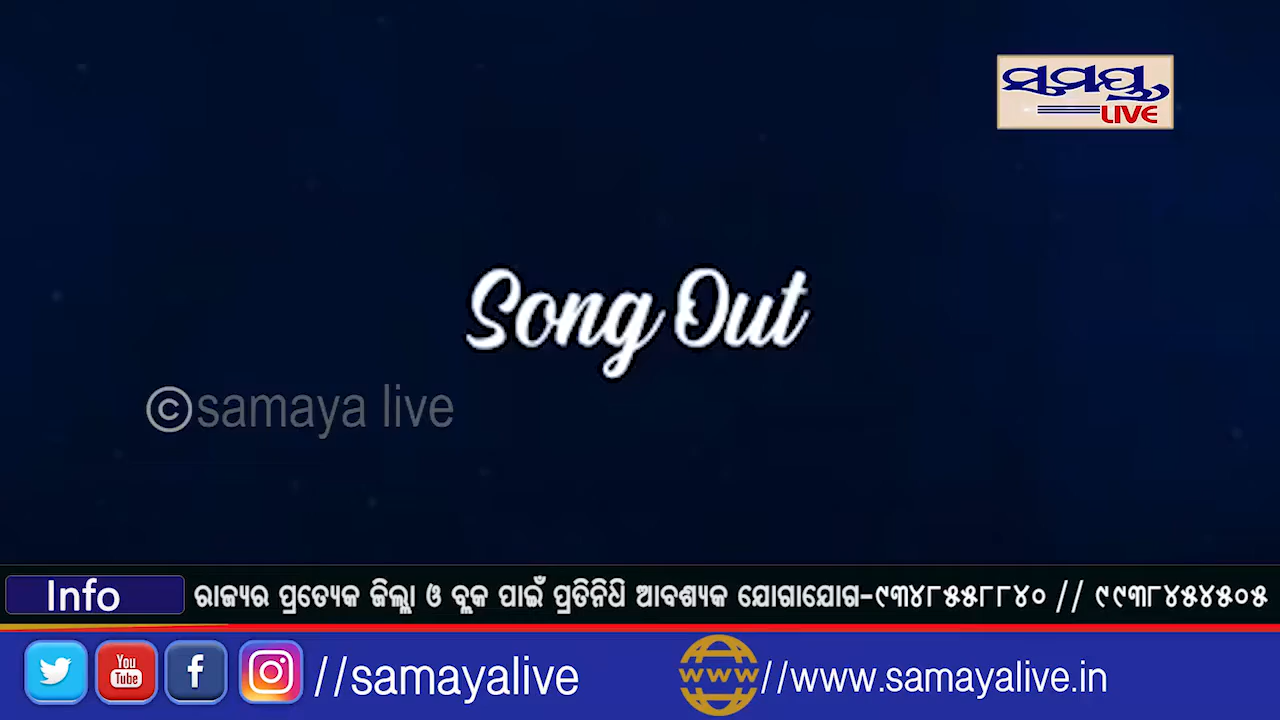 ସମୟ
LIVE
Song Out
©samaya live
Info
ରାଜ୍ୟର ପ୍ରତ୍ୟେକ ଜିଲ୍ଲା ଓ ବ୍ଲକ ପାଇଁ ପ୍ରତିନିଧି ଆବଶ୍ୟକ ଯୋଗାଯୋଗ-୯୩୪୮୫୫୮୮୪୦ // ୯୯୩୮୪୫୪୫୦୫
You
Tube
//samayalive
www//www.samayalive.in